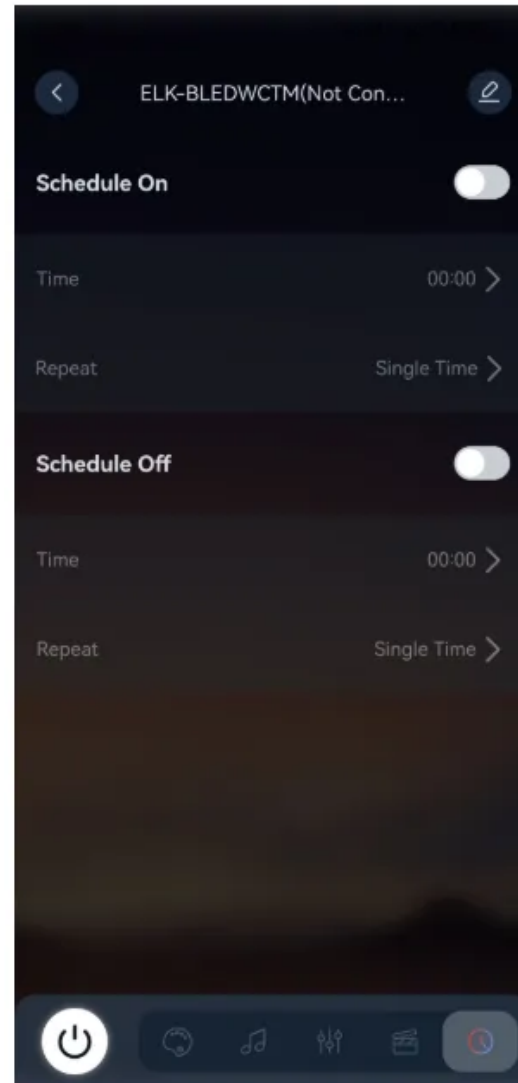 ELK-BLEDWCTM(Not Con...
Schedule On
Time 00:00
Repeat Single Time
Schedule Off
Time 00:00
Repeat Single Time